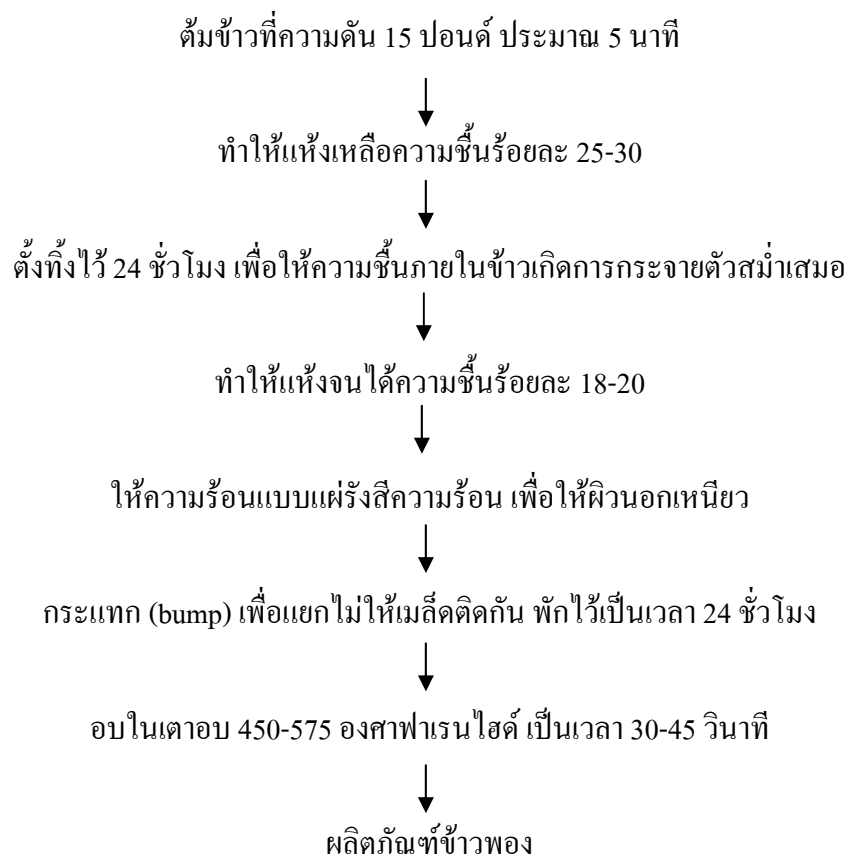 ต้มข้าวที่ความดัน 15 ปอนด์ ประมาณ 5 นาที
ทำให้แห้งเหลือความชื้นร้อยละ 25-30
ตั้งทิ้งไว้ 24 ชั่วโมง เพื่อให้ความชื้นภายในข้าวเกิดการกระจายตัวสม่ำเสมอ
ทำให้แห้งจนได้ความชื้นร้อยละ 18-20
ให้ความร้อนแบบแผ่รังสีความร้อน เพื่อให้ผิวนอกเหนียว
กระแทก (bump) เพื่อแยกไม่ให้เมล็ดติดกัน พักไว้เป็นเวลา 24 ชั่วโมง
อบในเตาอบ 450-575 องศาฟาเรนไฮด์ เป็นเวลา 30-45 วินาที
ผลิตภัณฑ์ข้าวพอง